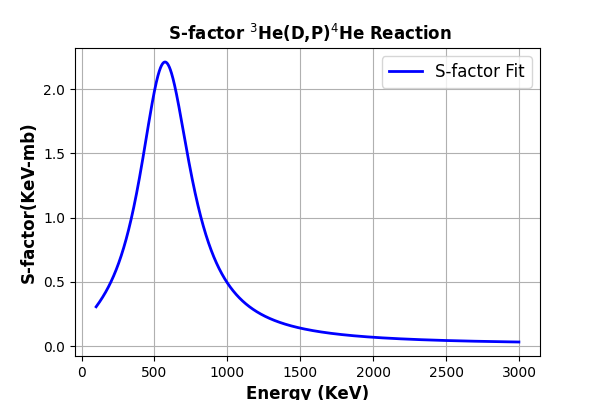 S-factor ³He(D,P)⁴He Reaction
S-factor Fit
S-factor(KeV-mb)
2.0
1.5
1.0
0.5
0.0
0 500 1000 1500 2000 2500 3000
Energy (KeV)